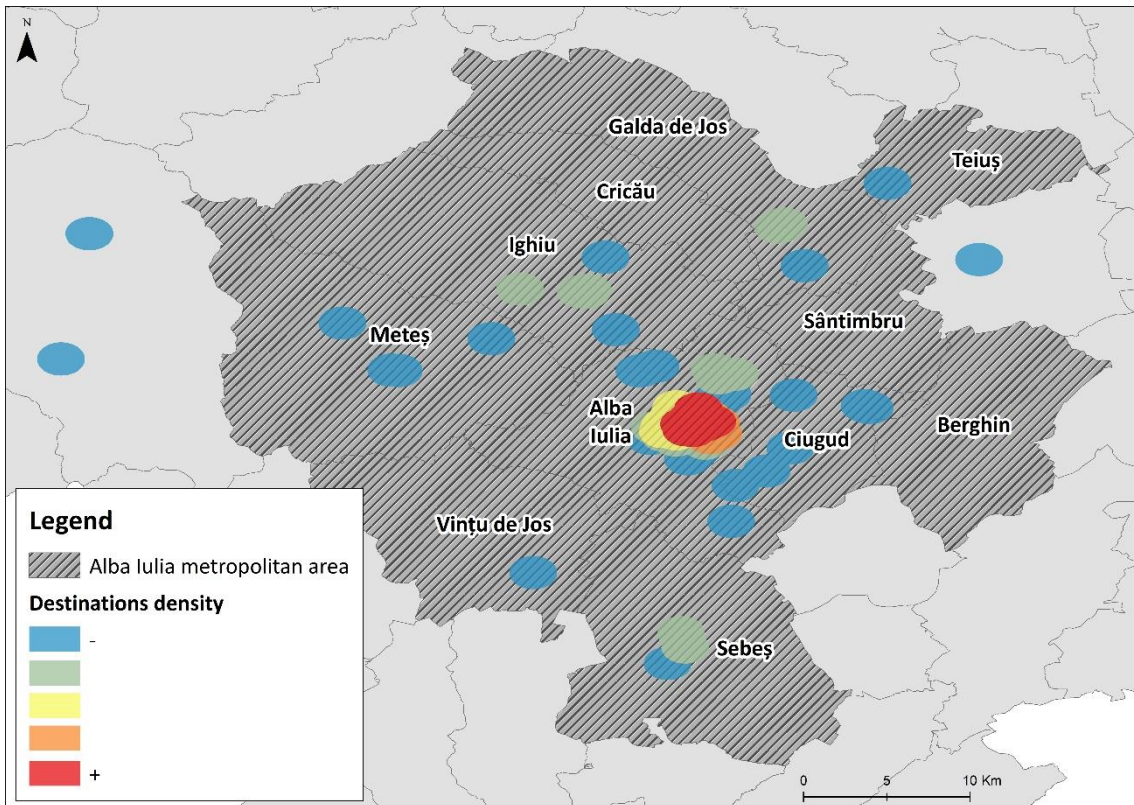 N
Galda de Jos
Teiuș
Cricău
Ighiu
Sântimbru
Meteș
Alba
Iulia
Ciugud
Berghin
Vințu de Jos
Sebeș
Legend
Alba Iulia metropolitan area
Destinations density
-
+
0 5 10 Km